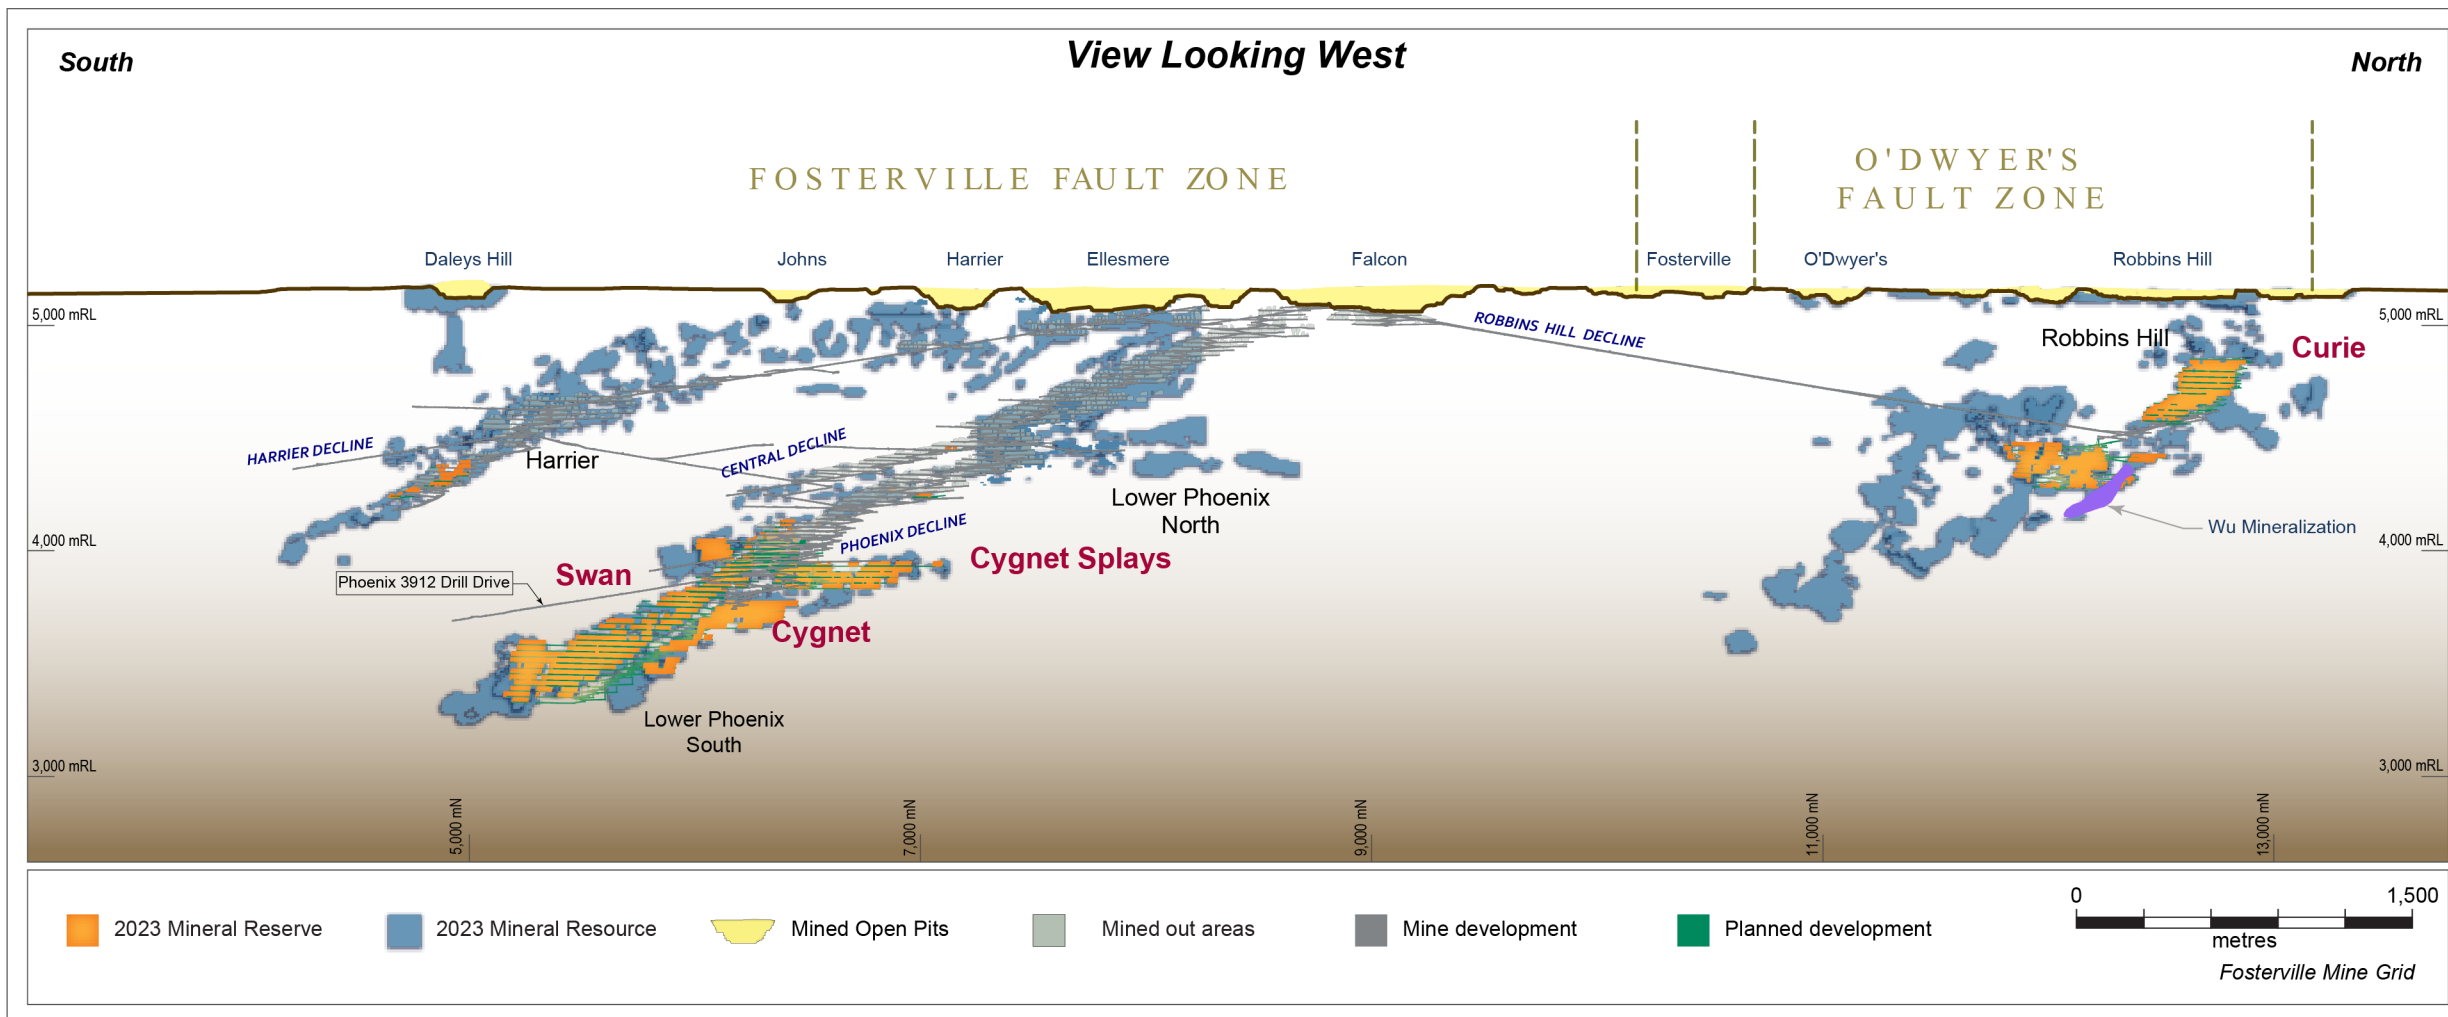 South
View Looking West
North
FOSTERVILLE FAULT ZONE
O'DWYER'S
FAULT ZONE
Daleys Hill
Johns
Harrier
Ellesmere
Falcon
Fosterville
O'Dwyer's
Robbins Hill
5,000 mRL
ROBBINS HILL DECLINE
5,000 mRL
Robbins Hill
Curie
HARRIER DECLINE
Harrier
CENTRAL DECLINE
Lower Phoenix
North
PHOENIX DECLINE
Wu Mineralization
4,000 mRL
4,000 mRL
Cygnet Splays
Swan
Phoenix 3912 Drill Drive
Cygnet
Lower Phoenix
South
3,000 mRL
3,000 mRL
5,000 mN
7,000 mN
9,000 mN
11,000 mN
13,000 mN
2023 Mineral Reserve
2023 Mineral Resource
Mined Open Pits
Mined out areas
Mine development
Planned development
0
1,500
metres
Fosterville Mine Grid